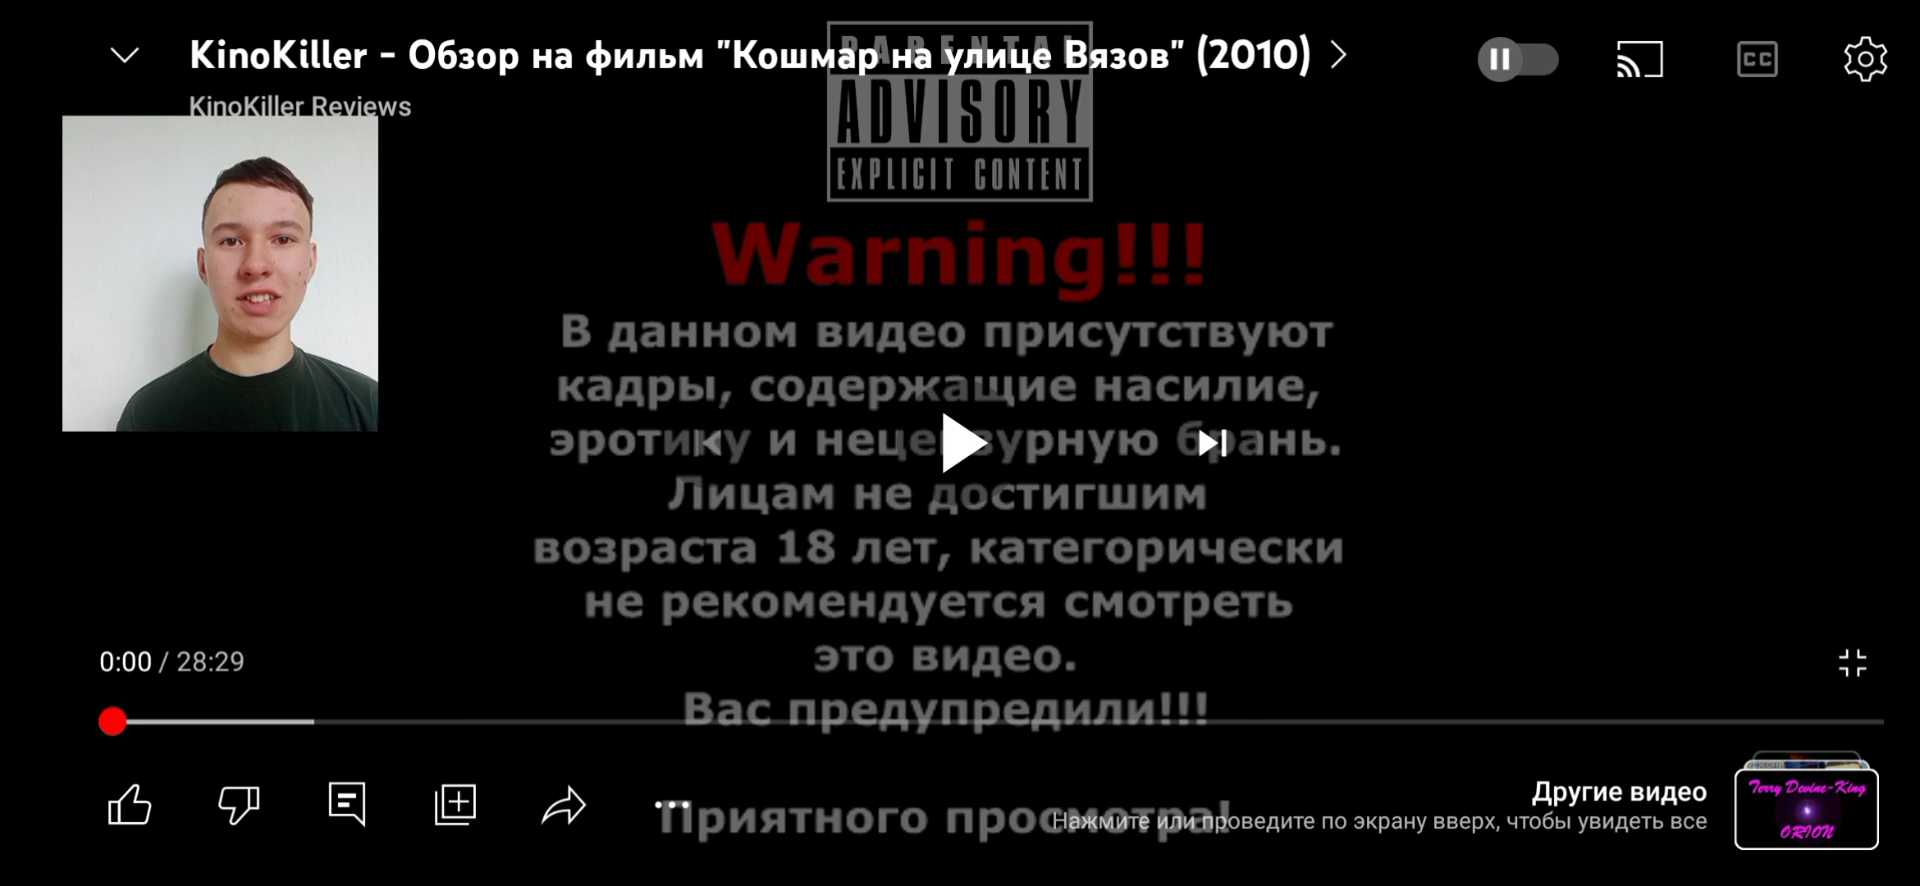 KinoKiller - Обзор на фильм "Кошмар на улице Вязов" (2010)
KinoKiller Reviews
CC
PARENTAL
ADVISORY
EXPLICIT CONTENT
Warning!!!
В данном видео присутствуют
кадры, содержащие насилие,
эротику и нецензурную брань.
Лицам не достигшим
возраста 18 лет, категорически
не рекомендуется смотреть
это видео.
Вас предупредили!!!
0:00 / 28:29
Приятного просмотра!
Другие видео
Нажмите или проведите по экрану вверх, чтобы увидеть все
Terry Devine-King
ORION